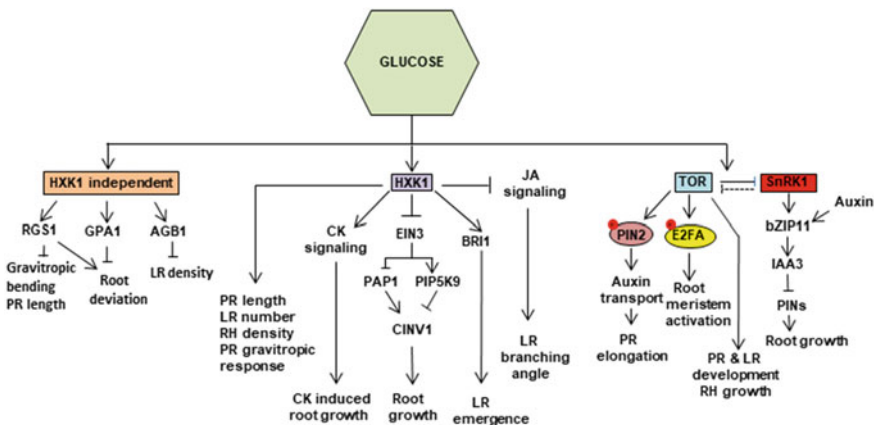 GLUCOSE
HXK1 independent
HXK1
JA
signaling
TOR
SnRK1
RGS1
GPA1
AGB1
CK
signaling
EIN3
BRI1
P
PIN2
P
E2FA
bZIP11
Auxin
Gravitropic
bending
PR length
Root
deviation
LR density
PAP1
PIP5K9
CINV1
IAA3
PINs
Root growth
PR length
LR number
RH density
PR gravitropic
response
Auxin
transport
Root
meristem
activation
PR
elongation
LR
branching
angle
PR & LR
development
RH growth
CK induced
root growth
Root
growth
LR
emergence